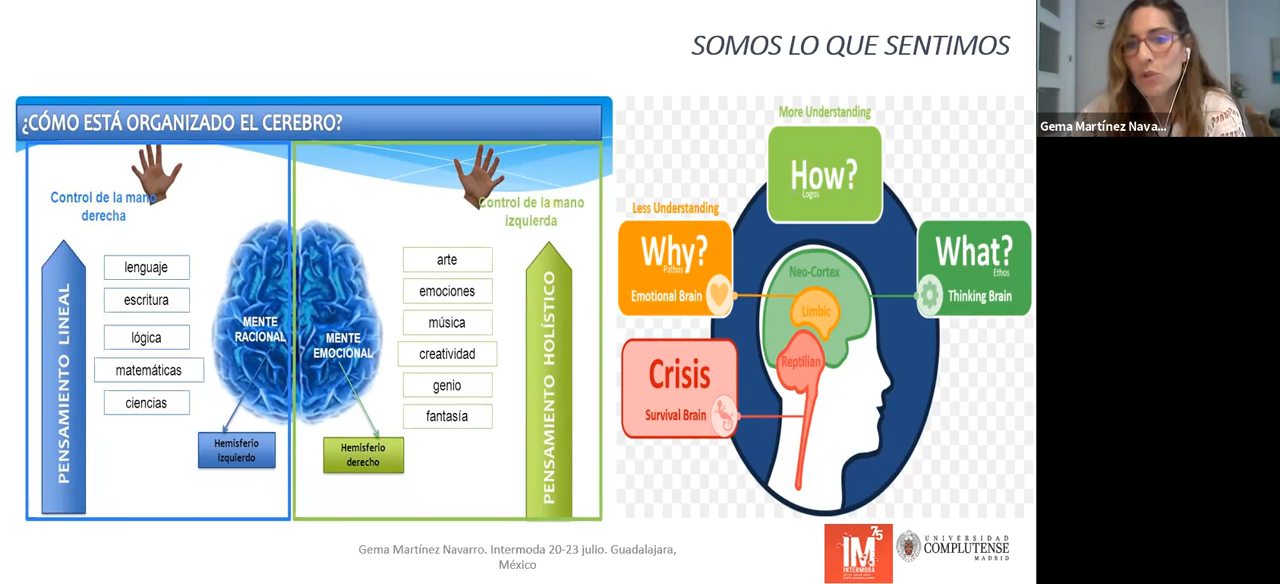 SOMOS LO QUE SENTIMOS
Gema Martínez Nava...
¿CÓMO ESTÁ ORGANIZADO EL CEREBRO?
Control de la mano
derecha
PENSAMIENTO LINEAL
lenguaje
escritura
lógica
matemáticas
ciencias
MENTE
RACIONAL
Hemisferio
izquierdo
Control de la mano
izquierda
arte
emociones
música
creatividad
genio
fantasía
MENTE
EMOCIONAL
Hemisferio
derecho
PENSAMIENTO HOLÍSTICO
More Understanding
How?
Logos
Less Understanding
Why?
Pathos
Emotional Brain
What?
Ethos
Thinking Brain
Neo-Cortex
Limbic
Reptilian
Crisis
Survival Brain
Gema Martínez Navarro. Intermoda 20-23 julio. Guadalajara,
México
IM
75
INTERMODA
UNIVERSIDAD
COMPLUTENSE
MADRID